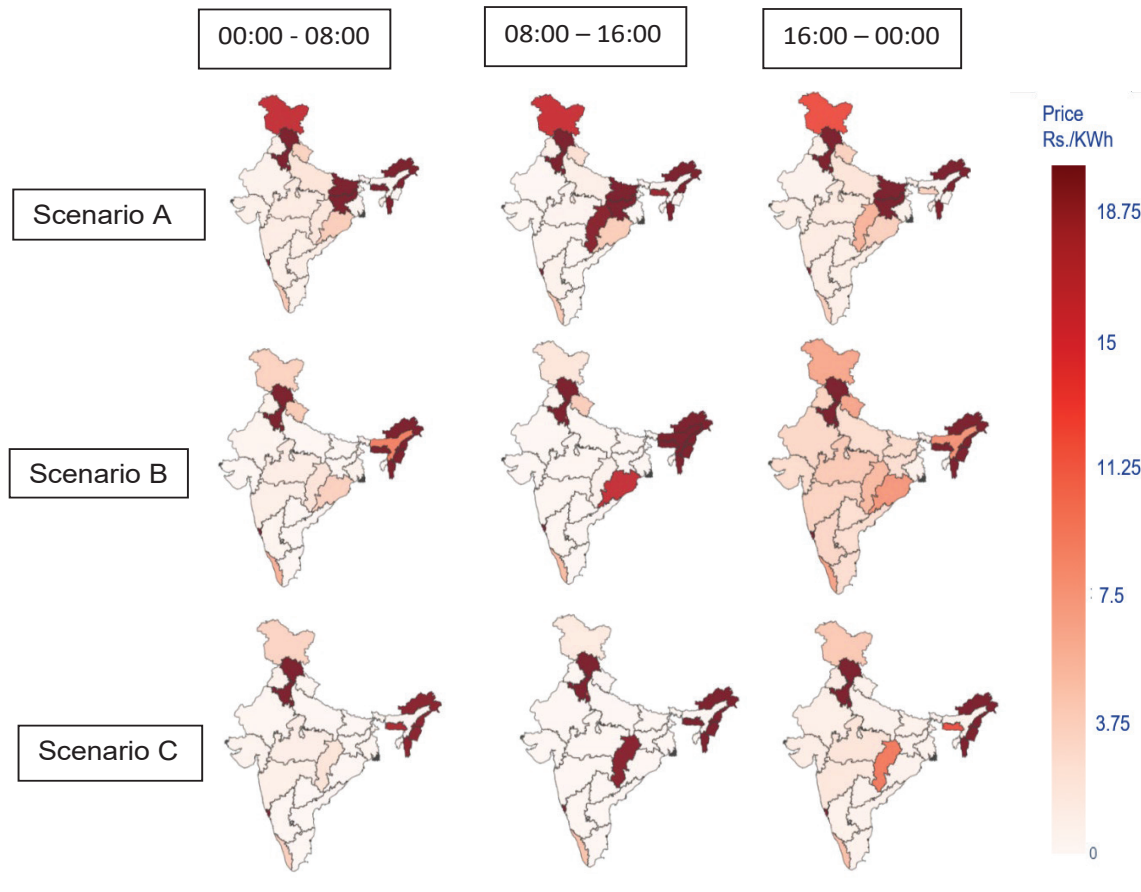 00:00 - 08:00
08:00 – 16:00
16:00 – 00:00
Price
Rs./KWh
18.75
15
11.25
7.5
3.75
0
Scenario A
Scenario B
Scenario C